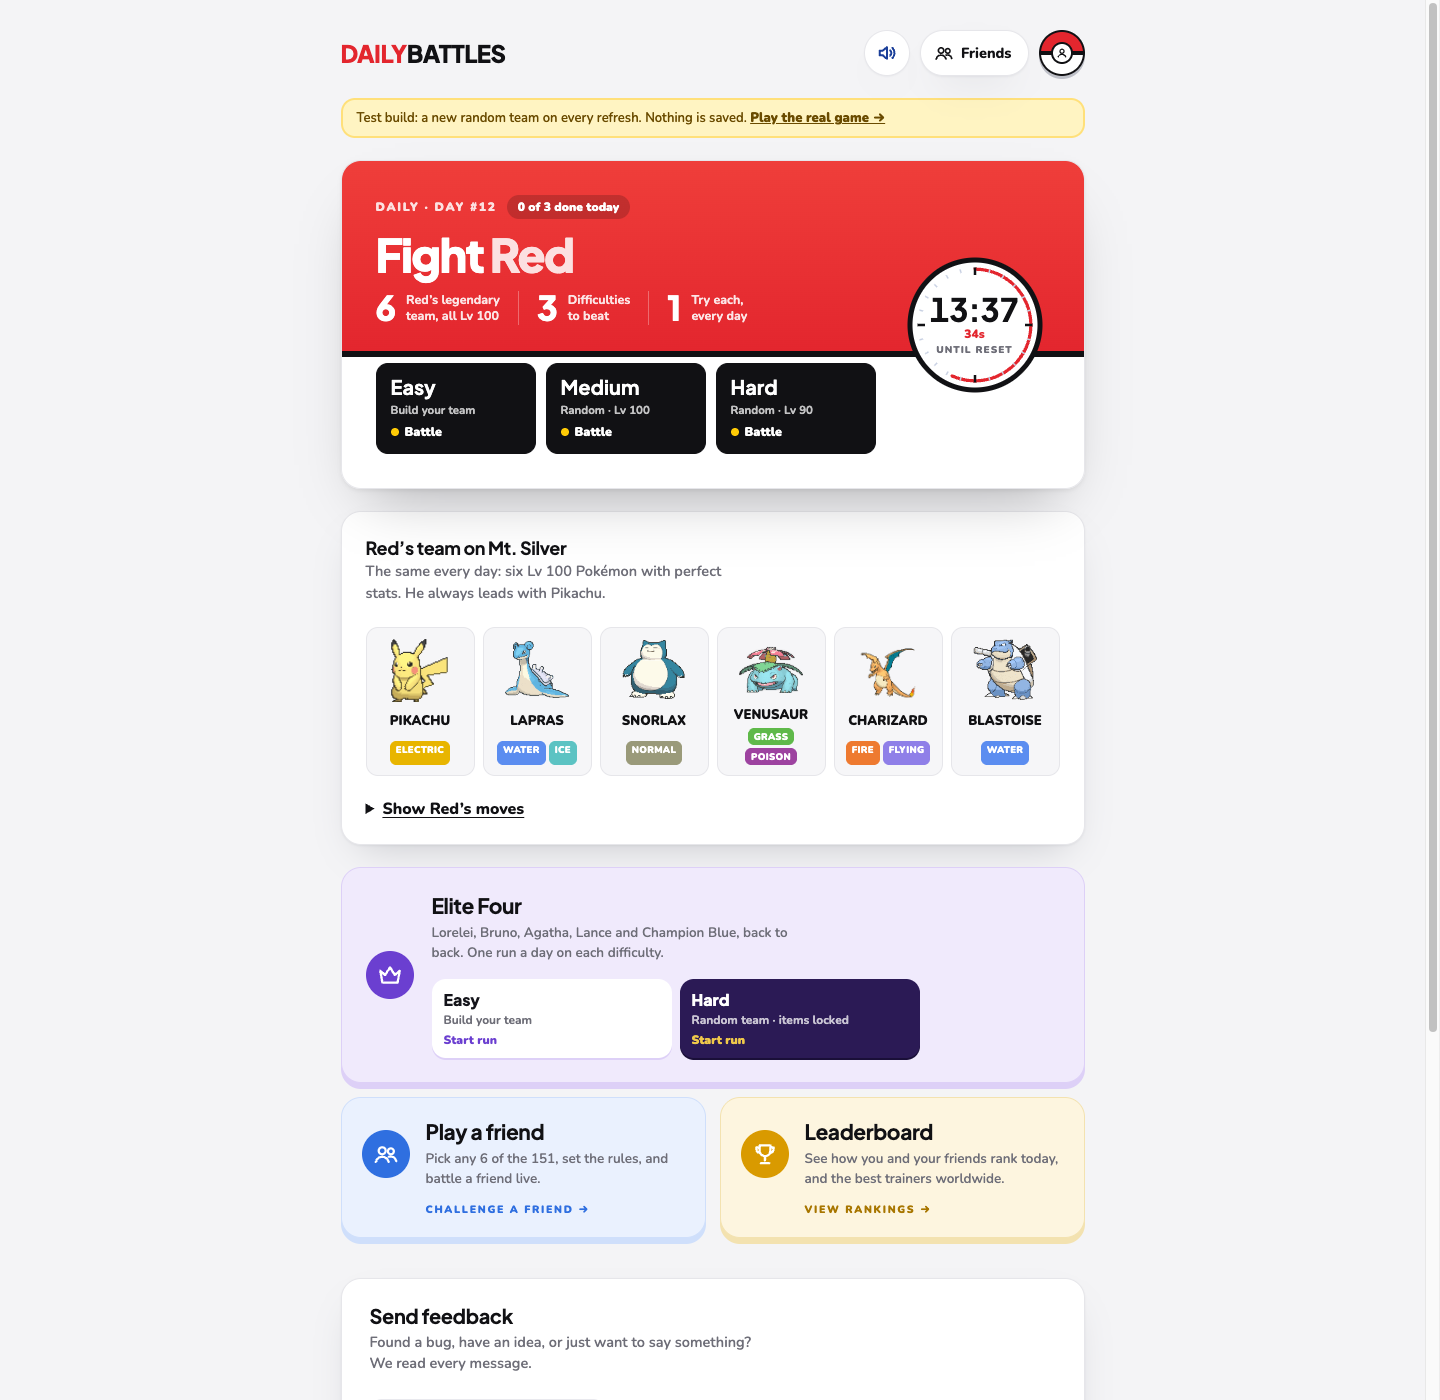 DAILYBATTLES
Friends
Test build: a new random team on every refresh. Nothing is saved. Play the real game →
DAILY · DAY #12
0 of 3 done today
Fight Red
6 Red’s legendary
team, all Lv 100
3 Difficulties
to beat
1 Try each,
every day
13:37
34s
UNTIL RESET
Easy
Build your team
Battle
Medium
Random · Lv 100
Battle
Hard
Random · Lv 90
Battle
Red’s team on Mt. Silver
The same every day: six Lv 100 Pokémon with perfect
stats. He always leads with Pikachu.
PIKACHU
ELECTRIC
LAPRAS
WATER ICE
SNORLAX
NORMAL
VENUSAUR
GRASS
POISON
CHARIZARD
FIRE FLYING
BLASTOISE
WATER
Show Red’s moves
Elite Four
Lorelei, Bruno, Agatha, Lance and Champion Blue, back to
back. One run a day on each difficulty.
Easy
Build your team
Start run
Hard
Random team · items locked
Start run
Play a friend
Pick any 6 of the 151, set the rules, and
battle a friend live.
CHALLENGE A FRIEND →
Leaderboard
See how you and your friends rank today,
and the best trainers worldwide.
VIEW RANKINGS →
Send feedback
Found a bug, have an idea, or just want to say something?
We read every message.